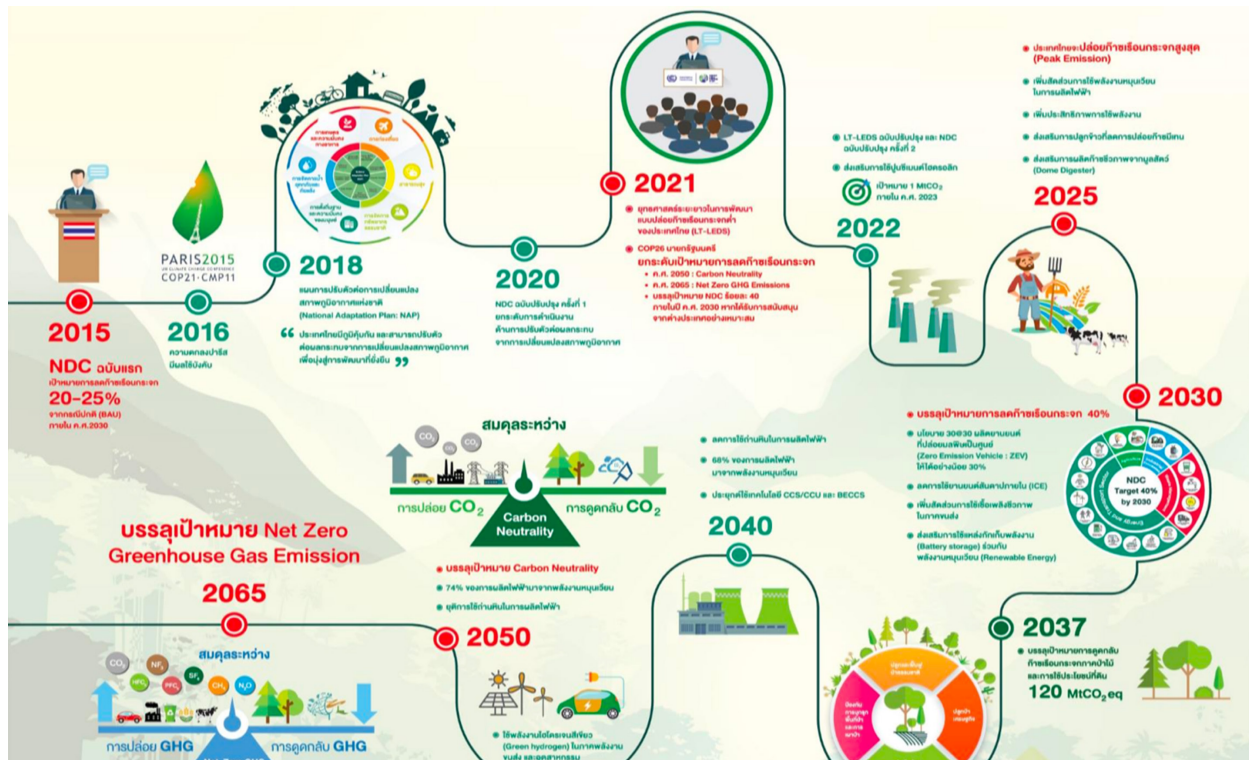 2015
NDC ฉบับแรก
เป้าหมายการลดก๊าซเรือนกระจก
20-25%
จากกรณีปกติ (BAU)
ภายใน ค.ศ.2030
PARIS2015
UN CLIMATE CHANGE CONFERENCE
COP21·CMP11
2016
ความตกลงปารีส
มีผลใช้บังคับ
2018
แผนการปรับตัวต่อการเปลี่ยนแปลง
สภาพภูมิอากาศแห่งชาติ
(National Adaptation Plan: NAP)
“ ประเทศไทยมีภูมิคุ้มกัน และสามารถปรับตัว
ต่อผลกระทบจากการเปลี่ยนแปลงสภาพภูมิอากาศ
เพื่อมุ่งสู่การพัฒนาที่ยั่งยืน ”
2020
NDC ฉบับปรับปรุง ครั้งที่ 1
ยกระดับการดำเนินงาน
ด้านการปรับตัวต่อผลกระทบ
จากการเปลี่ยนแปลงสภาพภูมิอากาศ
2021
ยุทธศาสตร์ระยะยาวในการพัฒนา
แบบปล่อยก๊าซเรือนกระจกต่ำ
ของประเทศไทย (LT-LEDS)
COP26 นายกรัฐมนตรี
ยกระดับเป้าหมายการลดก๊าซเรือนกระจก
• ค.ศ. 2050 : Carbon Neutrality
• ค.ศ. 2065 : Net Zero GHG Emissions
• บรรลุเป้าหมาย NDC ร้อยละ 40
ภายในปี ค.ศ. 2030 หากได้รับการสนับสนุน
จากต่างประเทศอย่างเหมาะสม
LT-LEDS ฉบับปรับปรุง และ NDC
ฉบับปรับปรุง ครั้งที่ 2
ส่งเสริมการใช้ปูนซีเมนต์ไฮดรอลิก
เป้าหมาย 1 MtCO₂
ภายใน ค.ศ. 2023
2022
ประเทศไทยจะปล่อยก๊าซเรือนกระจกสูงสุด
(Peak Emission)
เพิ่มสัดส่วนการใช้พลังงานหมุนเวียน
ในการผลิตไฟฟ้า
เพิ่มประสิทธิภาพการใช้พลังงาน
ส่งเสริมการปลูกข้าวที่ลดการปล่อยก๊าซมีเทน
ส่งเสริมการผลิตก๊าซชีวภาพจากมูลสัตว์
(Dome Digester)
2025
2030
บรรลุเป้าหมายการลดก๊าซเรือนกระจก 40%
นโยบาย 30@30 ผลิตยานยนต์
ที่ปล่อยมลพิษเป็นศูนย์
(Zero Emission Vehicle : ZEV)
ให้ได้อย่างน้อย 30%
ลดการใช้ยานยนต์สันดาปภายใน (ICE)
เพิ่มสัดส่วนการใช้เชื้อเพลิงชีวภาพ
ในภาคขนส่ง
ส่งเสริมการใช้แหล่งกักเก็บพลังงาน
(Battery storage) ร่วมกับ
พลังงานหมุนเวียน (Renewable Energy)
NDC
Target 40%
by 2030
2037
บรรลุเป้าหมายการดูดกลับ
ก๊าซเรือนกระจกภาคป่าไม้
และการใช้ประโยชน์ที่ดิน
120 MtCO₂eq
ลดการใช้ถ่านหินในการผลิตไฟฟ้า
68% ของการผลิตไฟฟ้า
มาจากพลังงานหมุนเวียน
ประยุกต์ใช้เทคโนโลยี CCS/CCU และ BECCS
2040
สมดุลระหว่าง
CO₂
CO₂
CO₂
การปล่อย CO₂
การดูดกลับ CO₂
Carbon
Neutrality
บรรลุเป้าหมาย Carbon Neutrality
74% ของการผลิตไฟฟ้ามาจากพลังงานหมุนเวียน
ยุติการใช้ถ่านหินในการผลิตไฟฟ้า
2050
ใช้พลังงานไฮโดรเจนสีเขียว
(Green hydrogen) ในภาคพลังงาน
ขนส่ง และอุตสาหกรรม
บรรลุเป้าหมาย Net Zero
Greenhouse Gas Emission
2065
สมดุลระหว่าง
CO₂
NF₃
HFC
PFC
SF₆
CH₄
N₂O
การปล่อย GHG
การดูดกลับ GHG